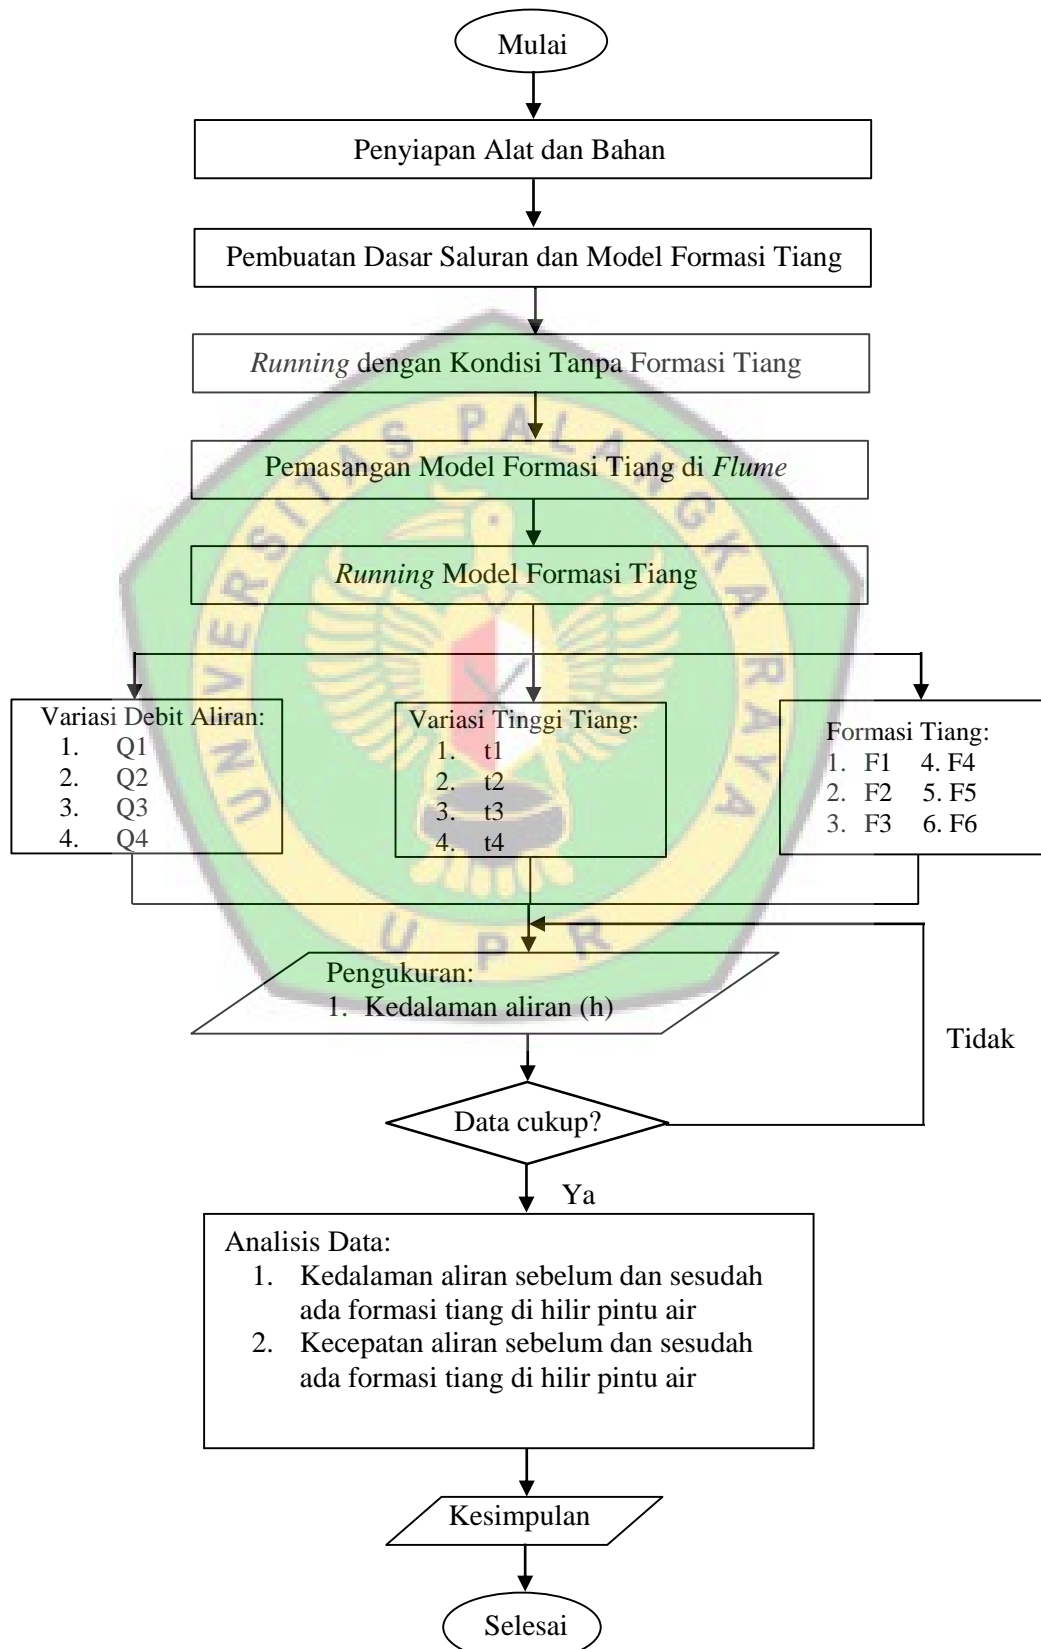 Mulai
Penyiapan Alat dan Bahan
Pembuatan Dasar Saluran dan Model Formasi Tiang
Running dengan Kondisi Tanpa Formasi Tiang
Pemasangan Model Formasi Tiang di Flume
Running Model Formasi Tiang
UNIVERSITAS PALANGKA RAYA
Variasi Debit Aliran:
1. Q1
2. Q2
3. Q3
4. Q4
Variasi Tinggi Tiang:
1. t1
2. t2
3. t3
4. t4
Formasi Tiang:
1. F1 4. F4
2. F2 5. F5
3. F3 6. F6
U P R
Pengukuran:
1. Kedalaman aliran (h)
Tidak
Data cukup?
Ya
Analisis Data:
1. Kedalaman aliran sebelum dan sesudah
ada formasi tiang di hilir pintu air
2. Kecepatan aliran sebelum dan sesudah
ada formasi tiang di hilir pintu air
Kesimpulan
Selesai